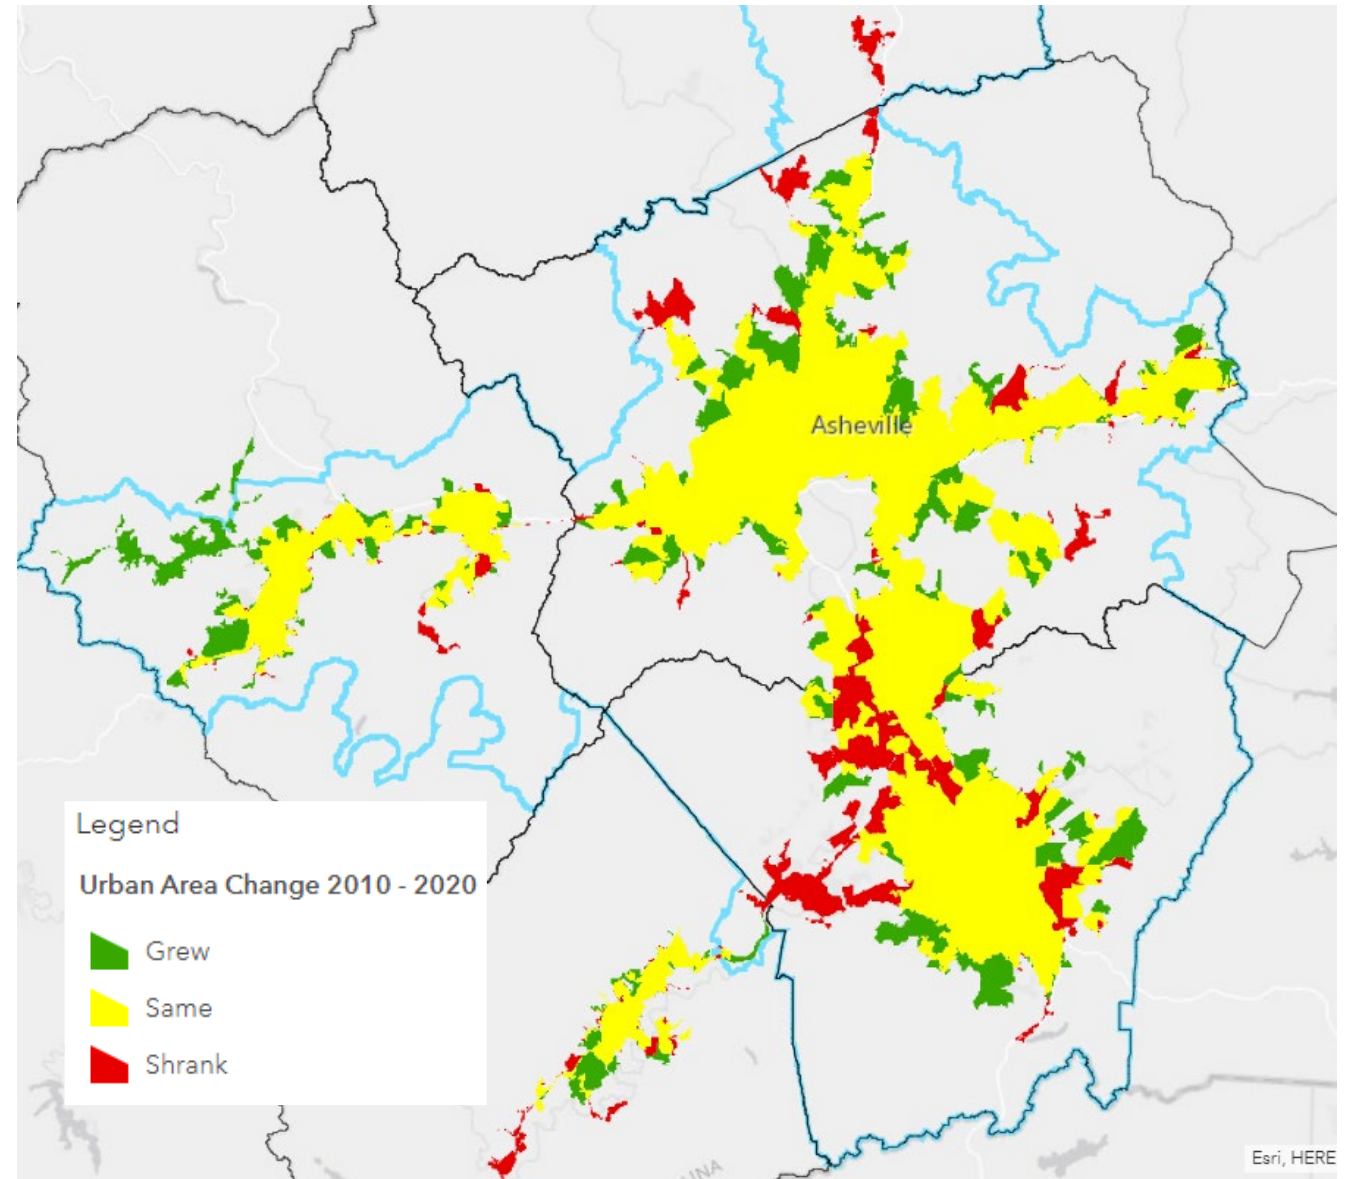 Asheville
Legend
Urban Area Change 2010 - 2020
Grew
Same
Shrank
Esri, HERE